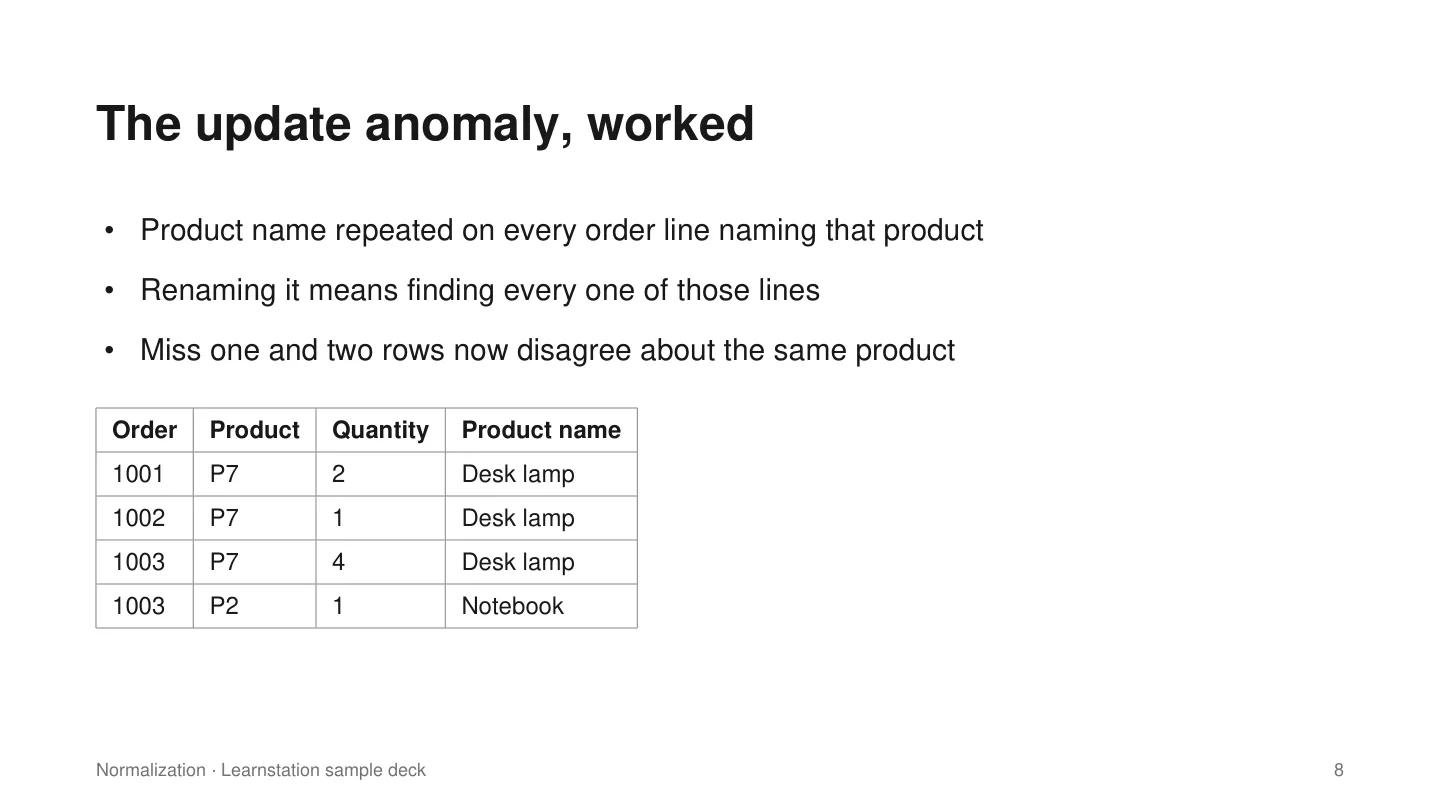 The update anomaly, worked
• Product name repeated on every order line naming that product
• Renaming it means finding every one of those lines
• Miss one and two rows now disagree about the same product
Order Product Quantity Product name
1001 P7 2 Desk lamp
1002 P7 1 Desk lamp
1003 P7 4 Desk lamp
1003 P2 1 Notebook
Normalization · Learnstation sample deck 8